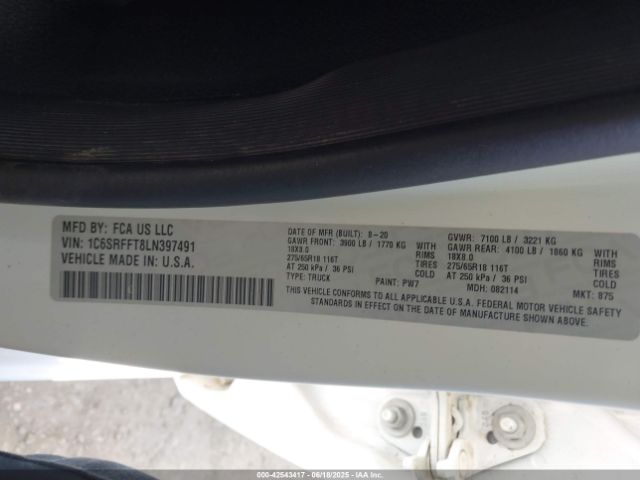 MFD BY: FCA US LLC
VIN: 1C6SRFFT8LN397491
VEHICLE MADE IN: U.S.A.
DATE OF MFR (BUILT): 8-20
GAWR FRONT: 3900 LB / 1770 KG
18X8.0 RIMS
275/65R18 116T TIRES
AT 250 kPa / 36 PSI COLD
TYPE: TRUCK PAINT: PW7
GVWR: 7100 LB / 3221 KG
GAWR REAR: 4100 LB / 1860 KG
18X8.0 RIMS
275/65R18 116T TIRES
AT 250 kPa / 36 PSI COLD
MDH: 082114 MKT: 875
THIS VEHICLE CONFORMS TO ALL APPLICABLE U.S.A. FEDERAL MOTOR VEHICLE SAFETY
STANDARDS IN EFFECT ON THE DATE OF MANUFACTURE SHOWN ABOVE.
000-42543417 - 06/18/2025 - IAAI.CA